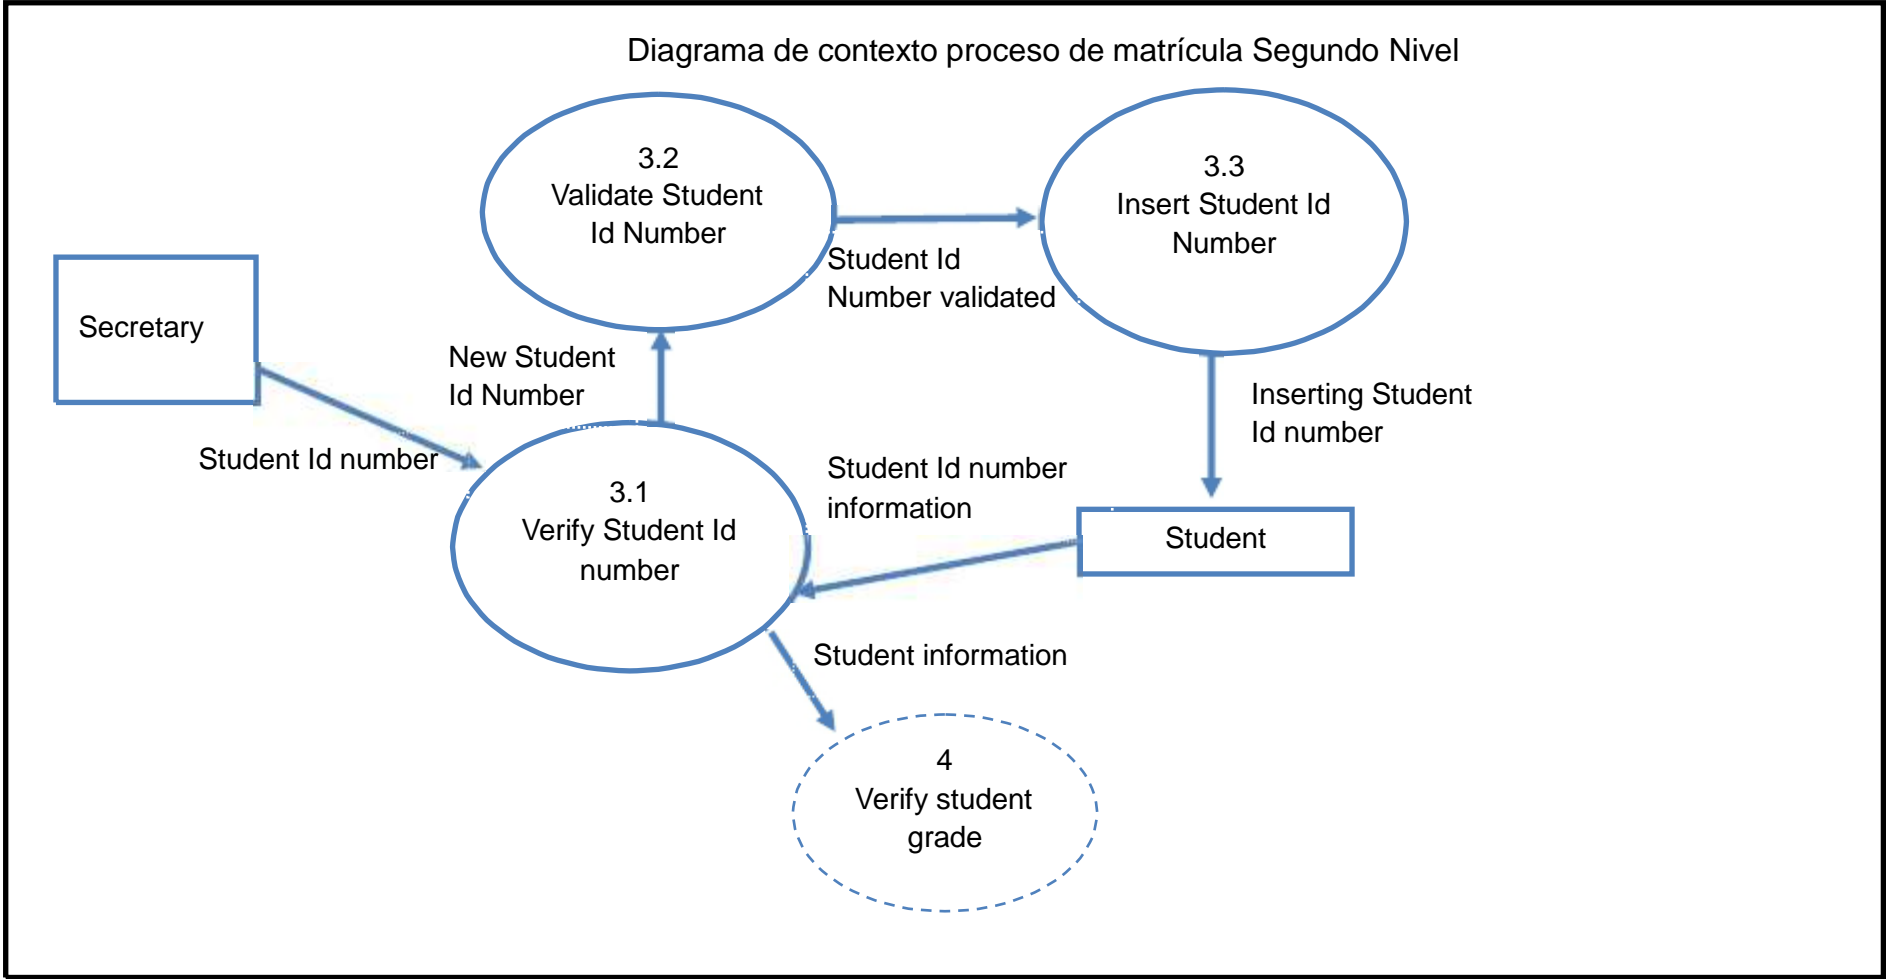 Diagrama de contexto proceso de matrícula Segundo Nivel
3.2
Validate Student
Id Number
3.3
Insert Student Id
Number
Student Id
Number validated
Secretary
New Student
Id Number
Inserting Student
Id number
Student Id number
Student Id number
information
3.1
Verify Student Id
number
Student
Student information
4
Verify student
grade